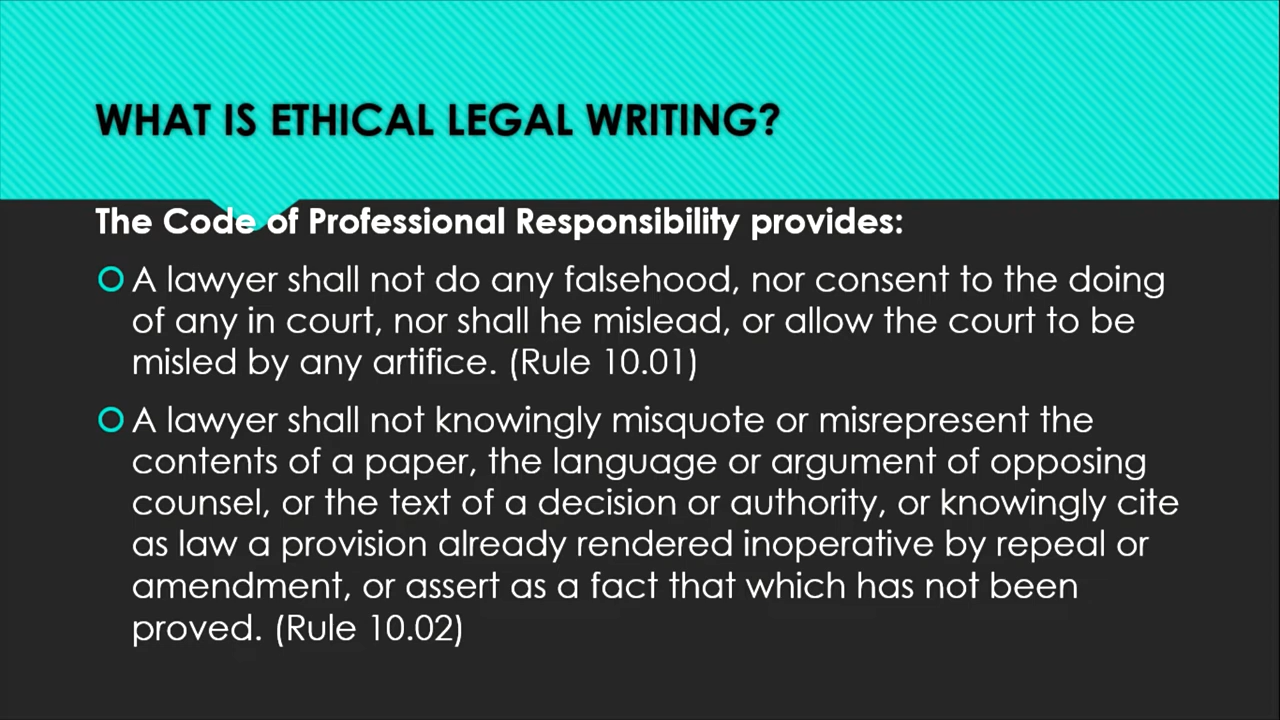 WHAT IS ETHICAL LEGAL WRITING?
The Code of Professional Responsibility provides:
A lawyer shall not do any falsehood, nor consent to the doing
of any in court, nor shall he mislead, or allow the court to be
misled by any artifice. (Rule 10.01)
A lawyer shall not knowingly misquote or misrepresent the
contents of a paper, the language or argument of opposing
counsel, or the text of a decision or authority, or knowingly cite
as law a provision already rendered inoperative by repeal or
amendment, or assert as a fact that which has not been
proved. (Rule 10.02)